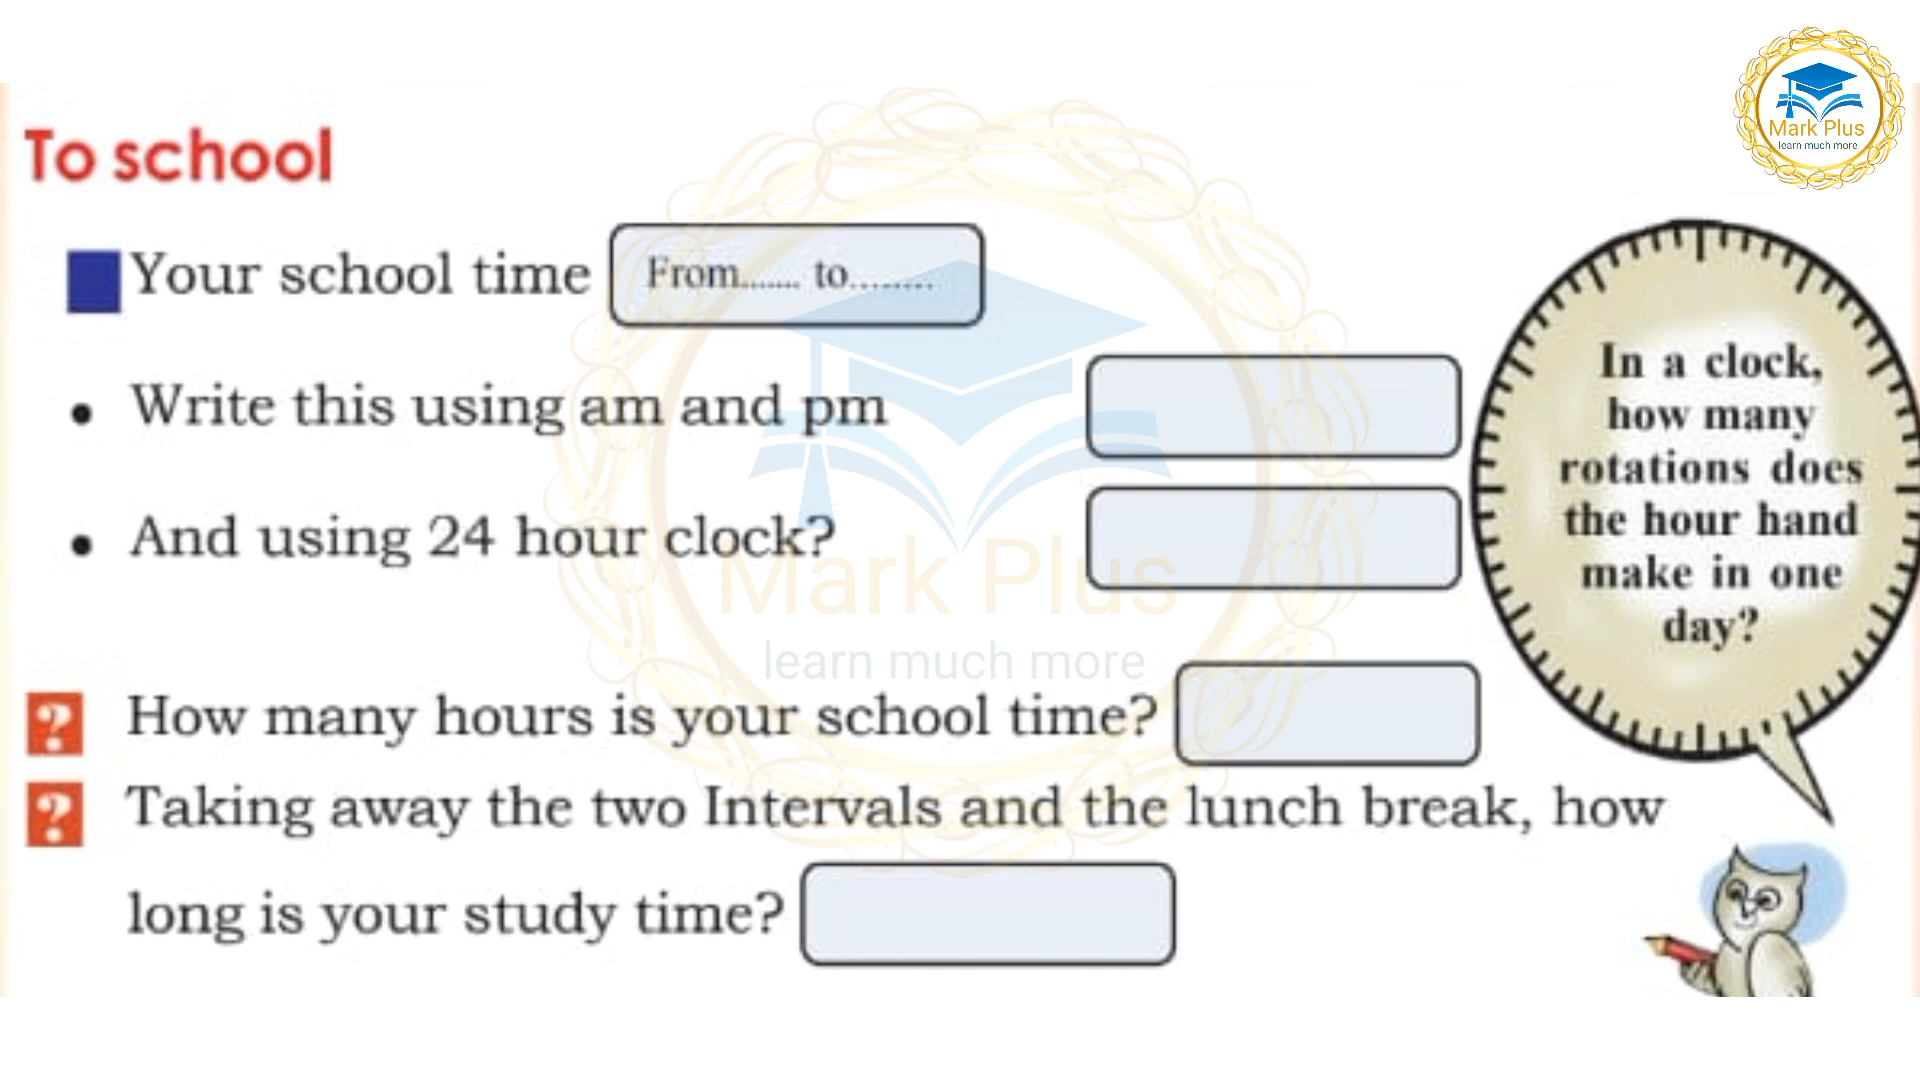 Mark Plus
learn much more
To school
Your school time From....... to.........
• Write this using am and pm
• And using 24 hour clock?
In a clock,
how many
rotations does
the hour hand
make in one
day?
Mark Plus
learn much more
? How many hours is your school time?
? Taking away the two Intervals and the lunch break, how
long is your study time?